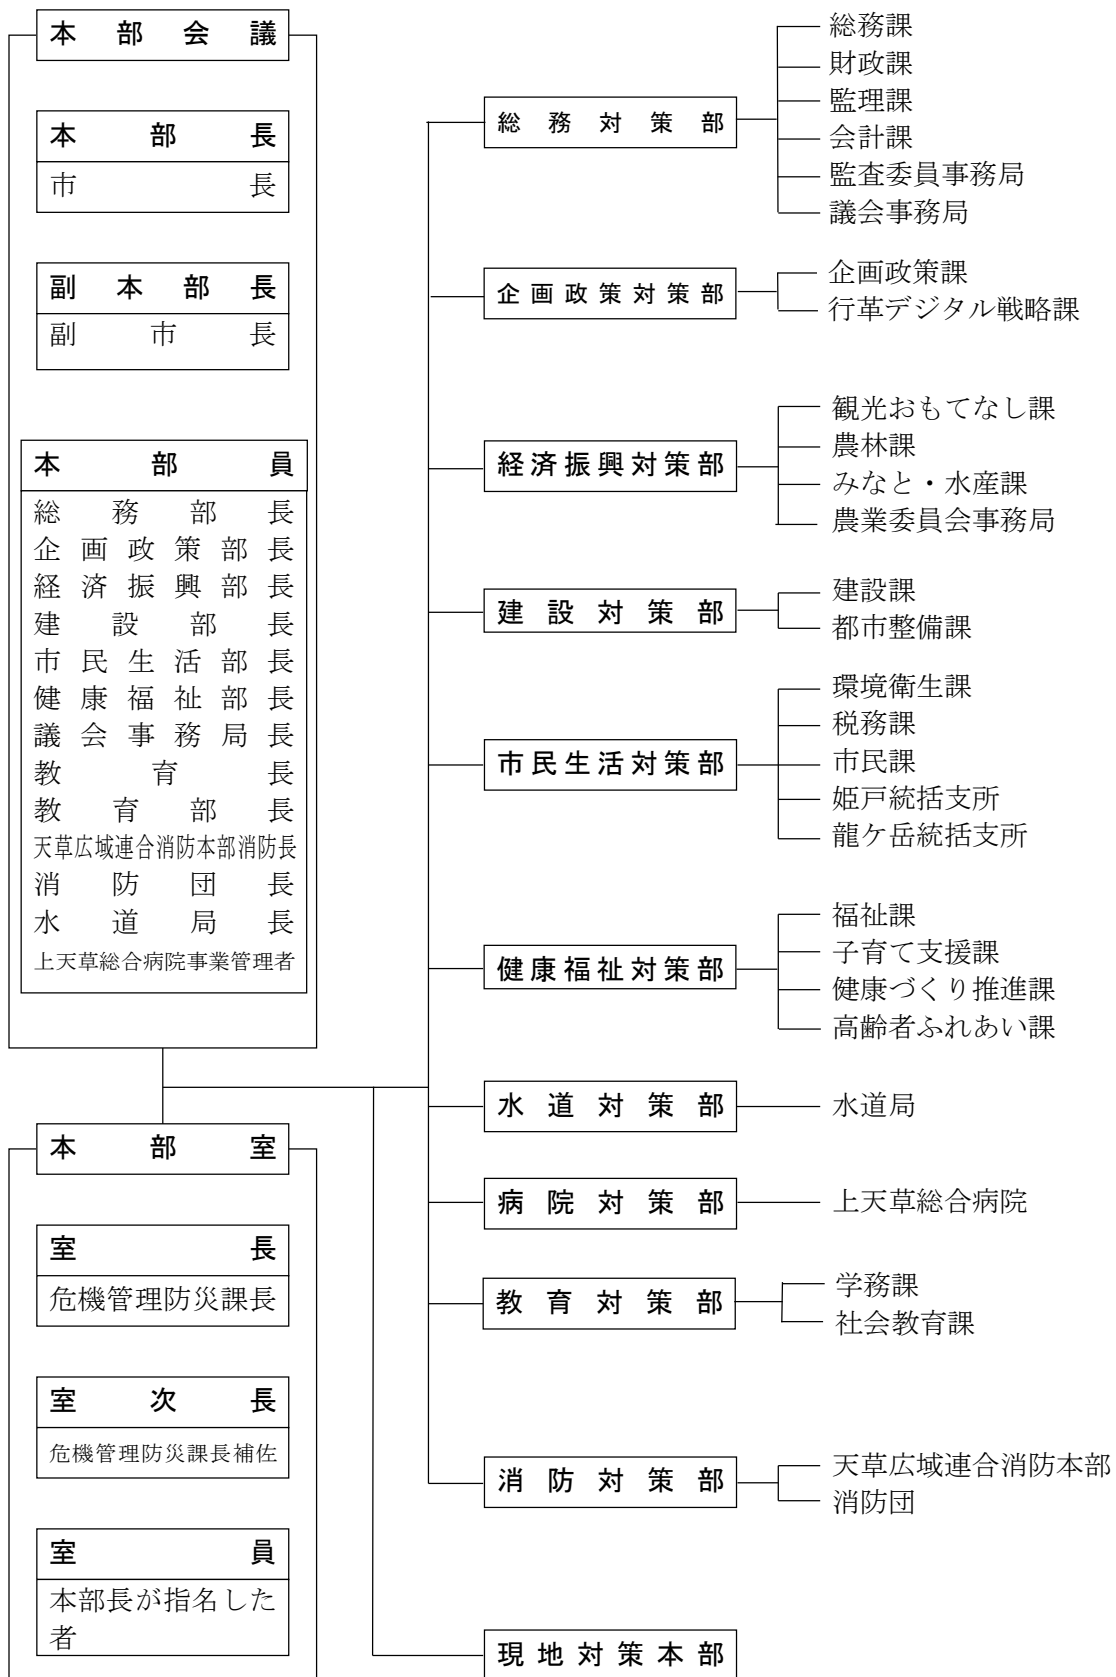 本部会議
本部長
市長
副本部長
副市長
本部員
総務部長
企画政策部長
経済振興部長
建設部長
市民生活部長
健康福祉部長
議会事務局長
教育長
教育部長
天草広域連合消防本部消防長
消防団長
水道局長
上天草総合病院事業管理者
本部室
室長
危機管理防災課長
室次長
危機管理防災課長補佐
室員
本部長が指名した
者
総務対策部
総務課
財政課
監理課
会計課
監査委員事務局
議会事務局
企画政策対策部
企画政策課
行革デジタル戦略課
経済振興対策部
観光おもてなし課
農林課
みなと・水産課
農業委員会事務局
建設対策部
建設課
都市整備課
市民生活対策部
環境衛生課
税務課
市民課
姫戸統括支所
龍ケ岳統括支所
健康福祉対策部
福祉課
子育て支援課
健康づくり推進課
高齢者ふれあい課
水道対策部
水道局
病院対策部
上天草総合病院
教育対策部
学務課
社会教育課
消防対策部
天草広域連合消防本部
消防団
現地対策本部